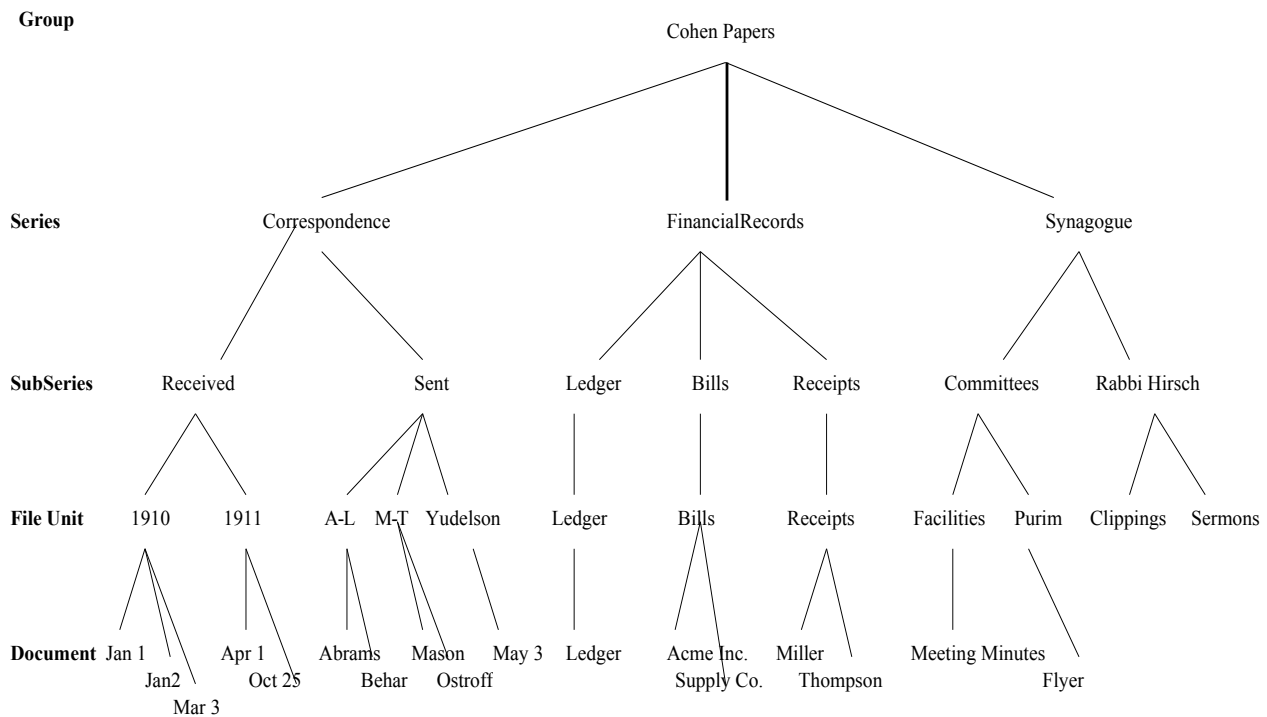 Group
Cohen Papers
Series Correspondence FinancialRecords Synagogue
SubSeries Received Sent Ledger Bills Receipts Committees Rabbi Hirsch
File Unit 1910 1911 A-L M-T Yudelson Ledger Bills Receipts Facilities Purim Clippings Sermons
Document Jan 1 Apr 1 Abrams Mason May 3 Ledger Acme Inc. Miller Meeting Minutes
Jan2 Oct 25 Behar Ostroff Supply Co. Thompson Flyer
Mar 3